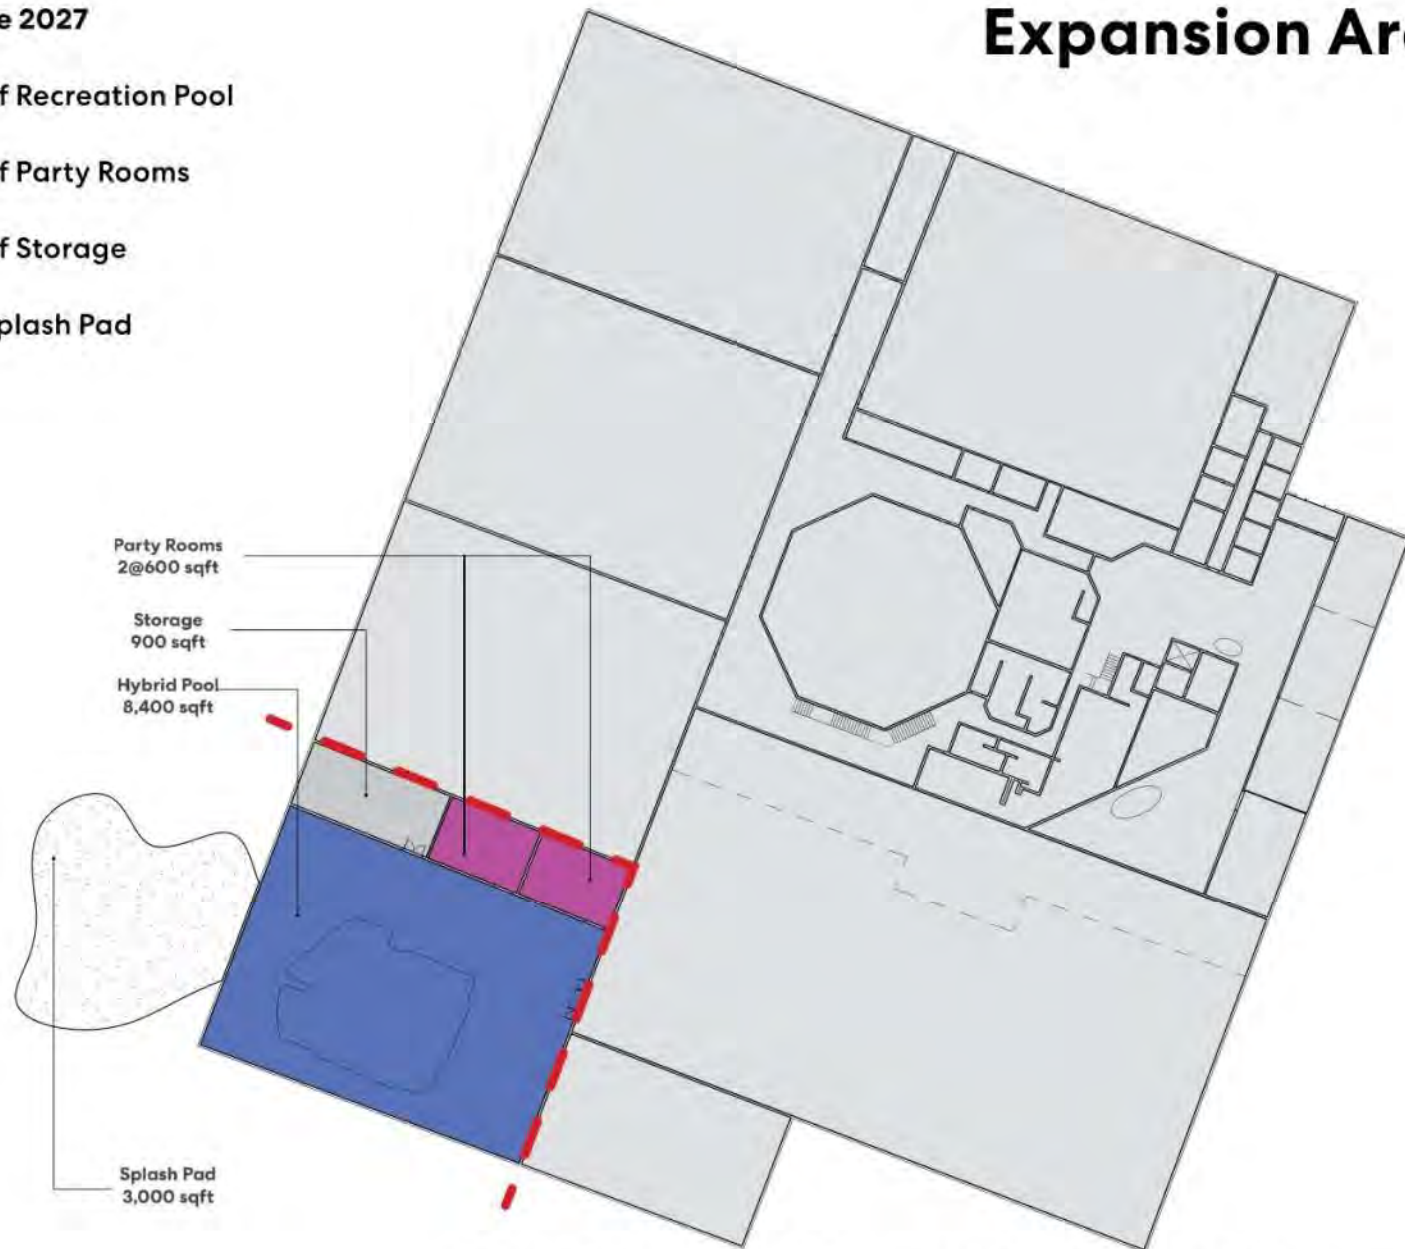 e 2027
Expansion Ar
f Recreation Pool
f Party Rooms
f Storage
plash Pad
Party Rooms
2@600 sqft
Storage
900 sqft
Hybrid Pool
8,400 sqft
Splash Pad
3,000 sqft